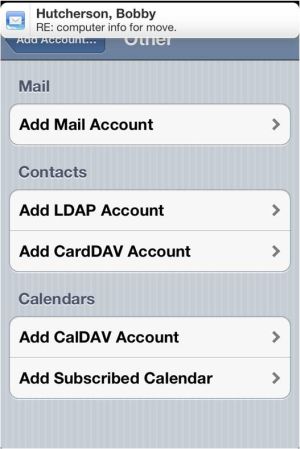 Hutcherson, Bobby
RE: computer info for move.
Add Account...
Other
Mail
Add Mail Account
Contacts
Add LDAP Account
Add CardDAV Account
Calendars
Add CalDAV Account
Add Subscribed Calendar